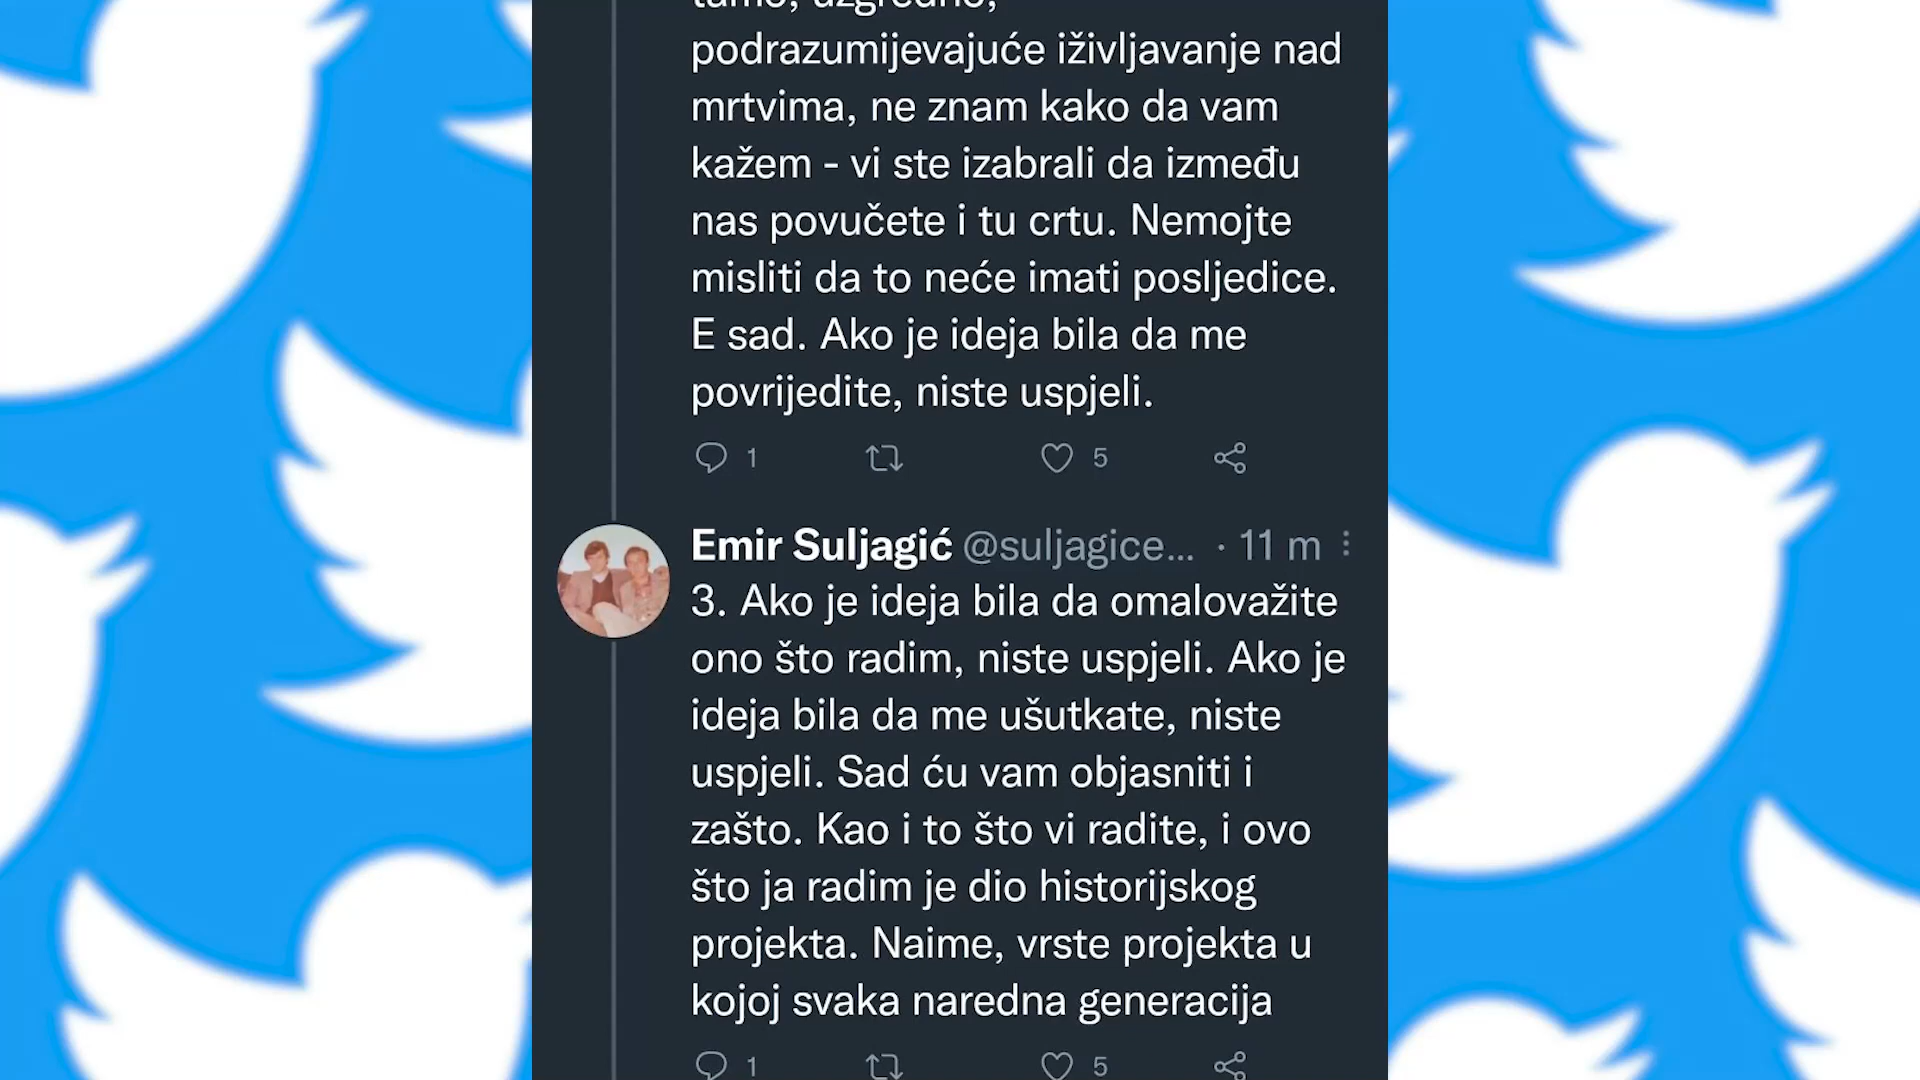 tamo, uzgredno,
podrazumijevajuće iživljavanje nad
mrtvima, ne znam kako da vam
kažem - vi ste izabrali da između
nas povučete i tu crtu. Nemojte
misliti da to neće imati posljedice.
E sad. Ako je ideja bila da me
povrijedite, niste uspjeli.
1 5
Emir Suljagić @suljagice... · 11 m
3. Ako je ideja bila da omalovažite
ono što radim, niste uspjeli. Ako je
ideja bila da me ušutkate, niste
uspjeli. Sad ću vam objasniti i
zašto. Kao i to što vi radite, i ovo
što ja radim je dio historijskog
projekta. Naime, vrste projekta u
kojoj svaka naredna generacija
1 5